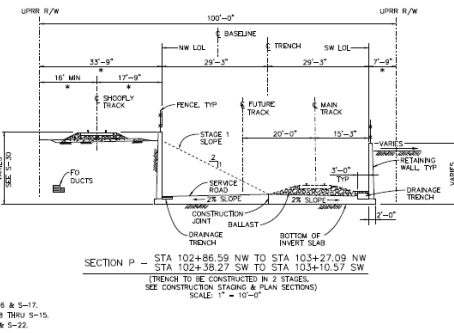 UPRR R/W
UPRR R/W
100'-0"
℄ BASELINE
NW LOL
℄ TRENCH
SW LOL
33'-9"
29'-3"
29'-3"
7'-9"
*
*
16' MIN
17'-9"
*
*
℄ SHOOFLY
TRACK
FENCE, TYP
℄ FUTURE
TRACK
℄ MAIN
TRACK
STAGE 1
SLOPE
20'-0"
15'-3"
VARIES
SEE S-30
2
1
3'-0"
TYP
RETAINING
WALL, TYP
VARIES
FO
DUCTS
SERVICE
ROAD
2% SLOPE
2% SLOPE
DRAINAGE
TRENCH
CONSTRUCTION
JOINT
BALLAST
2'-0"
DRAINAGE
TRENCH
BOTTOM OF
INVERT SLAB
SECTION P - STA 102+86.59 NW TO STA 103+27.09 NW
STA 102+38.27 SW TO STA 103+10.57 SW
(TRENCH TO BE CONSTRUCTED IN 2 STAGES,
SEE CONSTRUCTION STAGING & PLAN SECTIONS)
SCALE: 1" = 10'-0"
6 & S-17.
THRU S-15.
& S-22.